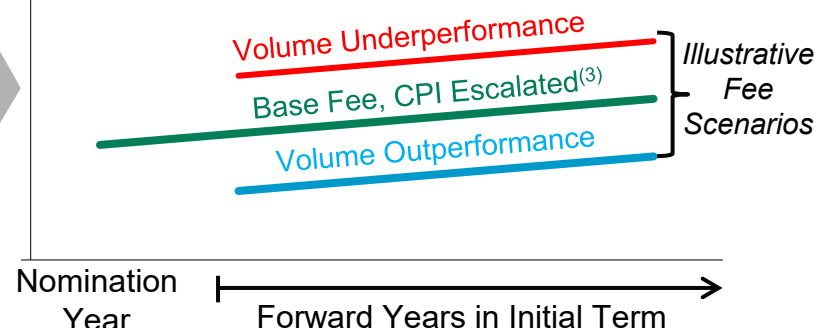 Volume Underperformance
Illustrative
Fee
Scenarios
Base Fee, CPI Escalated(3)
Volume Outperformance
Nomination
Year
Forward Years in Initial Term